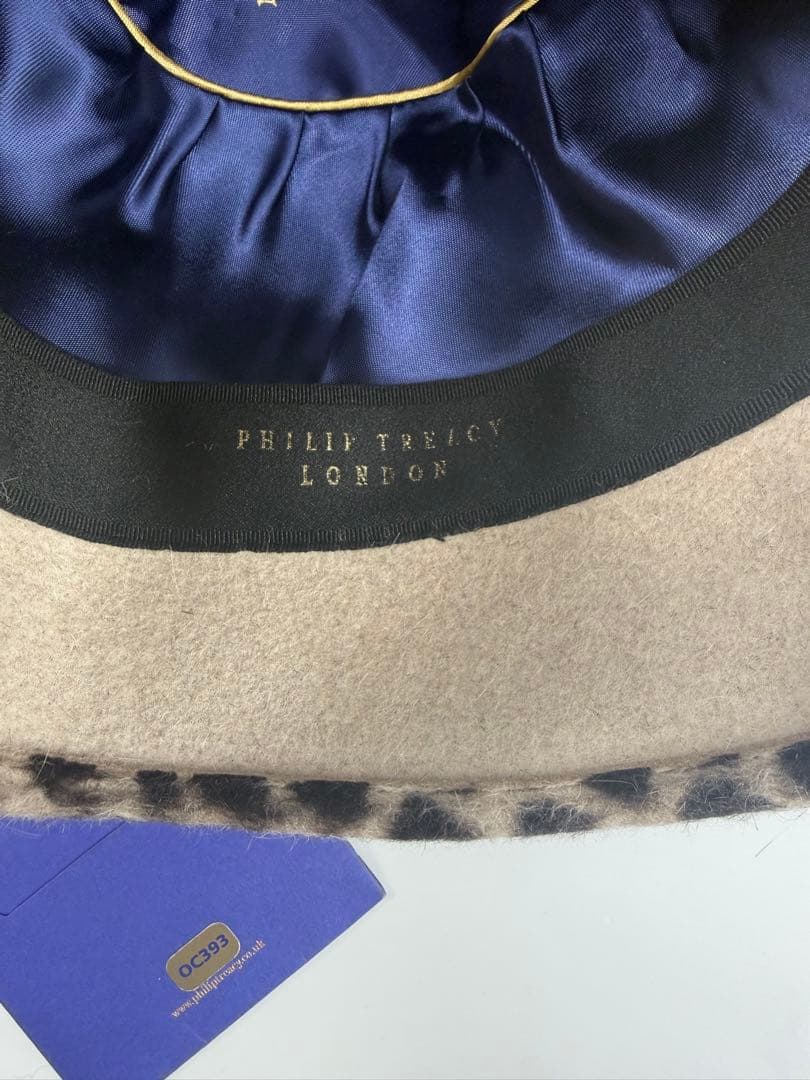 PHILIP TREACY
LONDON
OC393
www.philiptreacy.co.uk